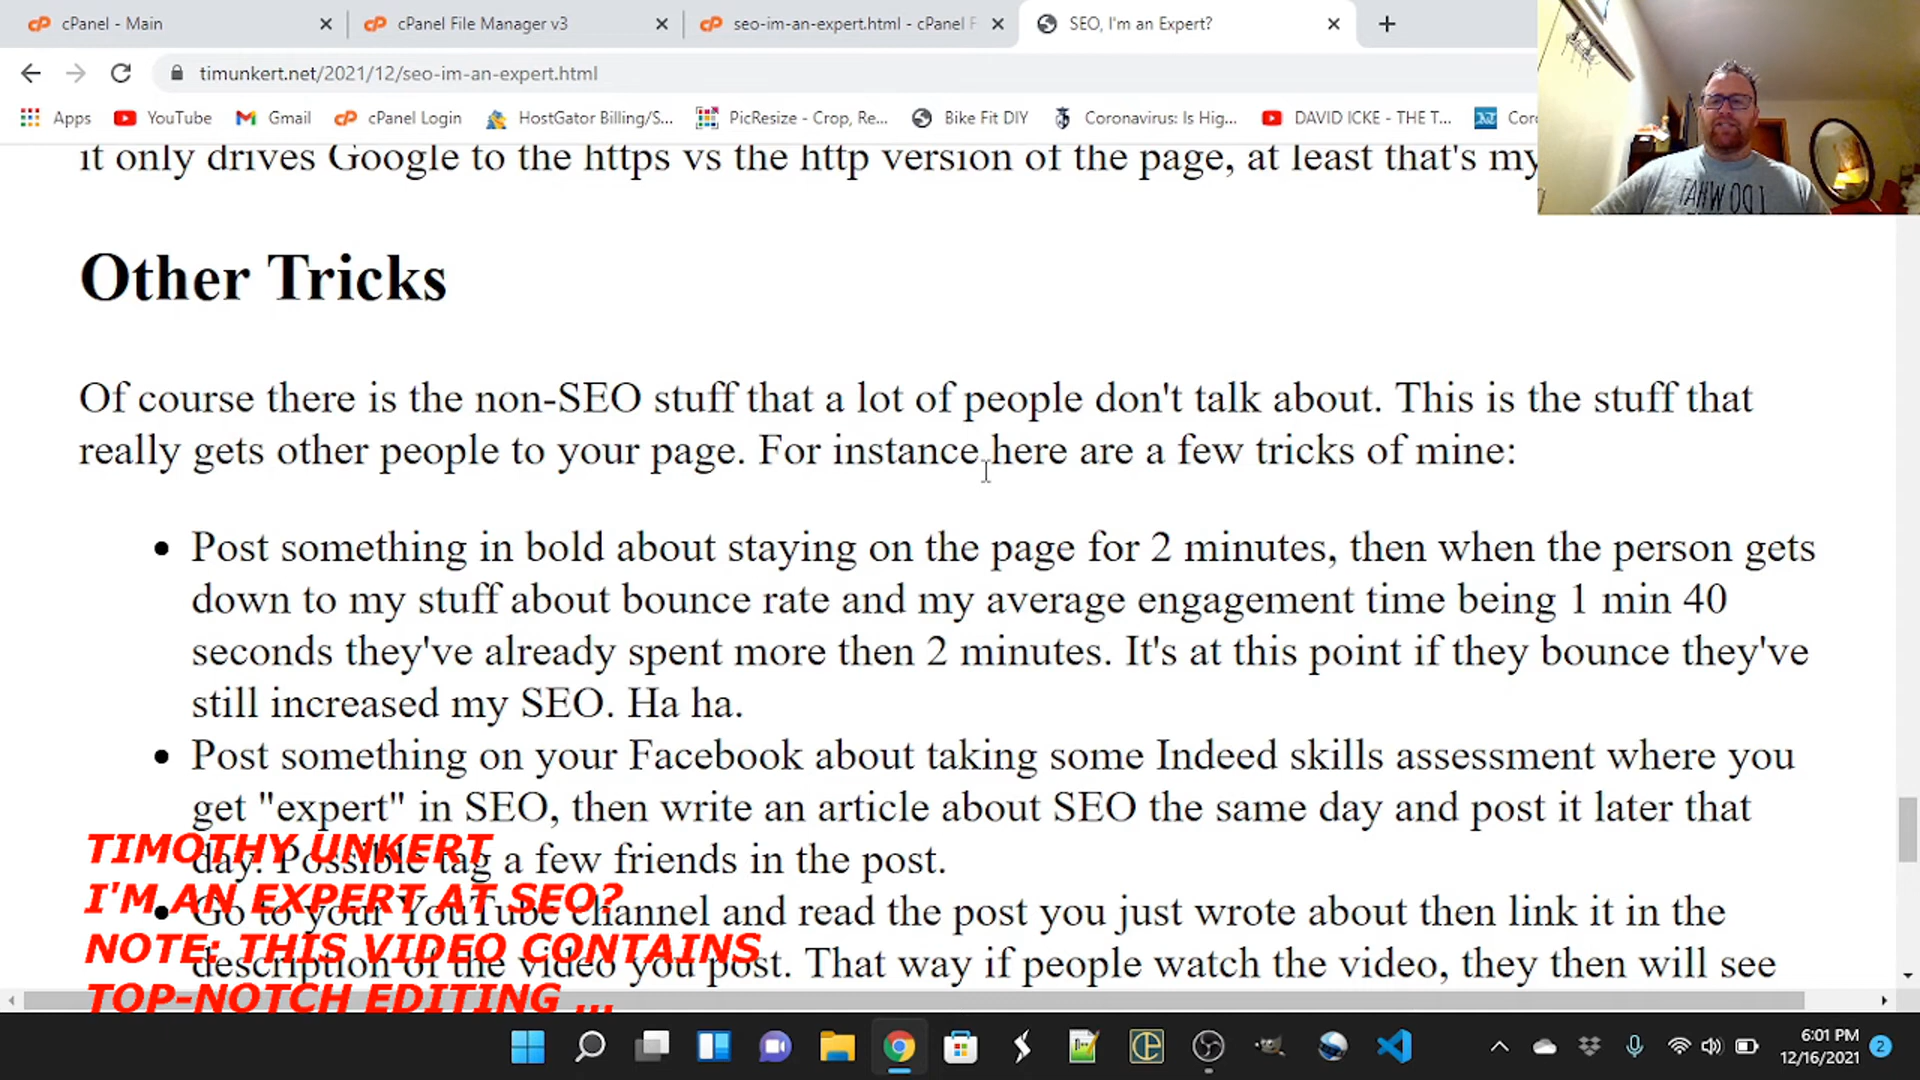 cPanel - Main
cPanel File Manager v3
seo-im-an-expert.html - cPanel F
SEO, I'm an Expert?
timunkert.net/2021/12/seo-im-an-expert.html
Apps
YouTube
Gmail
cPanel Login
HostGator Billing/S...
PicResize - Crop, Re...
Bike Fit DIY
Coronavirus: Is Hig...
DAVID ICKE - THE T...
I DO WHAT
it only drives Google to the https vs the http version of the page, at least that's my
Other Tricks
Of course there is the non-SEO stuff that a lot of people don't talk about. This is the stuff that
really gets other people to your page. For instance here are a few tricks of mine:
Post something in bold about staying on the page for 2 minutes, then when the person gets
down to my stuff about bounce rate and my average engagement time being 1 min 40
seconds they've already spent more then 2 minutes. It's at this point if they bounce they've
still increased my SEO. Ha ha.
Post something on your Facebook about taking some Indeed skills assessment where you
get "expert" in SEO, then write an article about SEO the same day and post it later that
day. Possible tag a few friends in the post.
Go to your YouTube channel and read the post you just wrote about then link it in the
description of the video you post. That way if people watch the video, they then will see
TIMOTHY UNKERT
I'M AN EXPERT AT SEO?
NOTE: THIS VIDEO CONTAINS
TOP-NOTCH EDITING ...
6:01 PM
12/16/2021
2